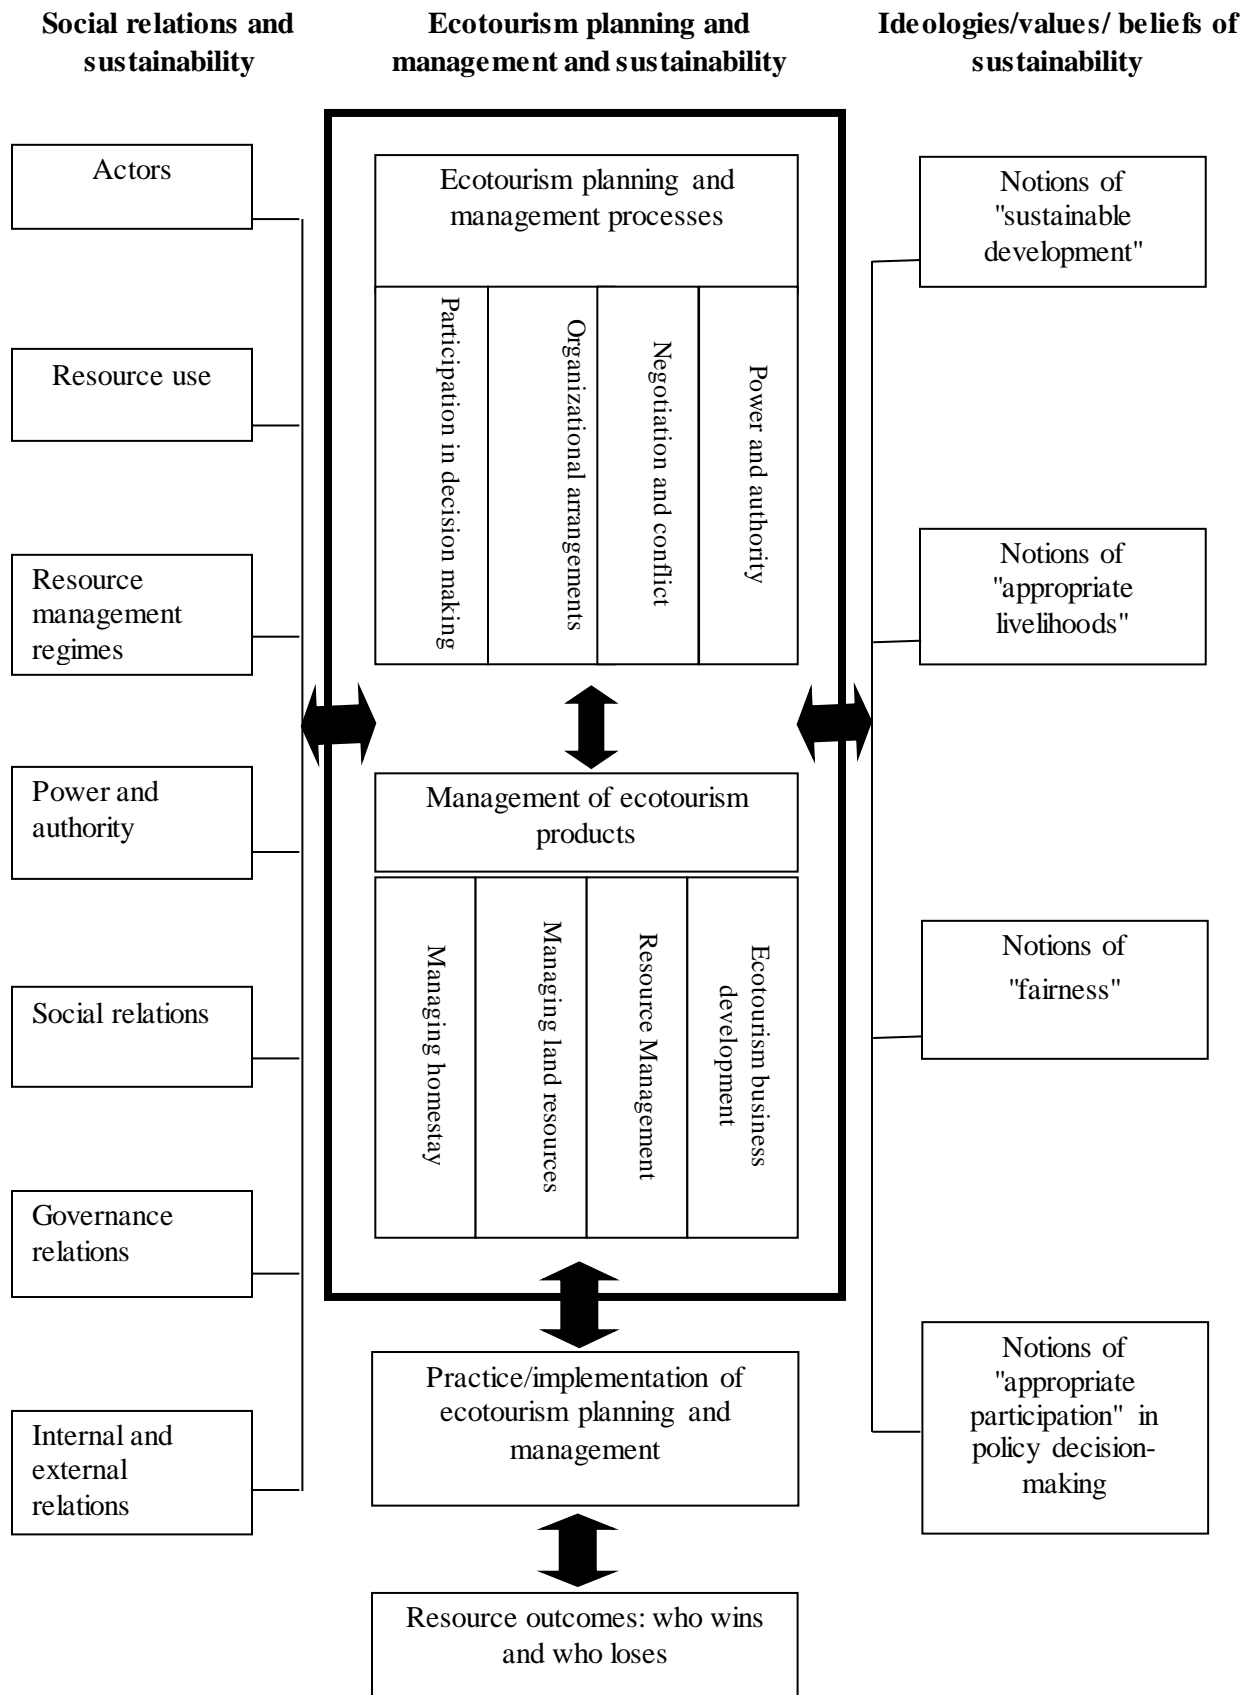 Social relations and
sustainability
Ecotourism planning and
management and sustainability
Ideologies/values/ beliefs of
sustainability
Actors
Resource use
Resource
management
regimes
Power and
authority
Social relations
Governance
relations
Internal and
external
relations
Ecotourism planning and
management processes
Participation in decision making
Organizational arrangements
Negotiation and conflict
Power and authority
Management of ecotourism
products
Managing homestay
Managing land resources
Resource Management
Ecotourism business
development
Practice/implementation of
ecotourism planning and
management
Resource outcomes: who wins
and who loses
Notions of
"sustainable
development"
Notions of
"appropriate
livelihoods"
Notions of
"fairness"
Notions of
"appropriate
participation" in
policy decision-
making